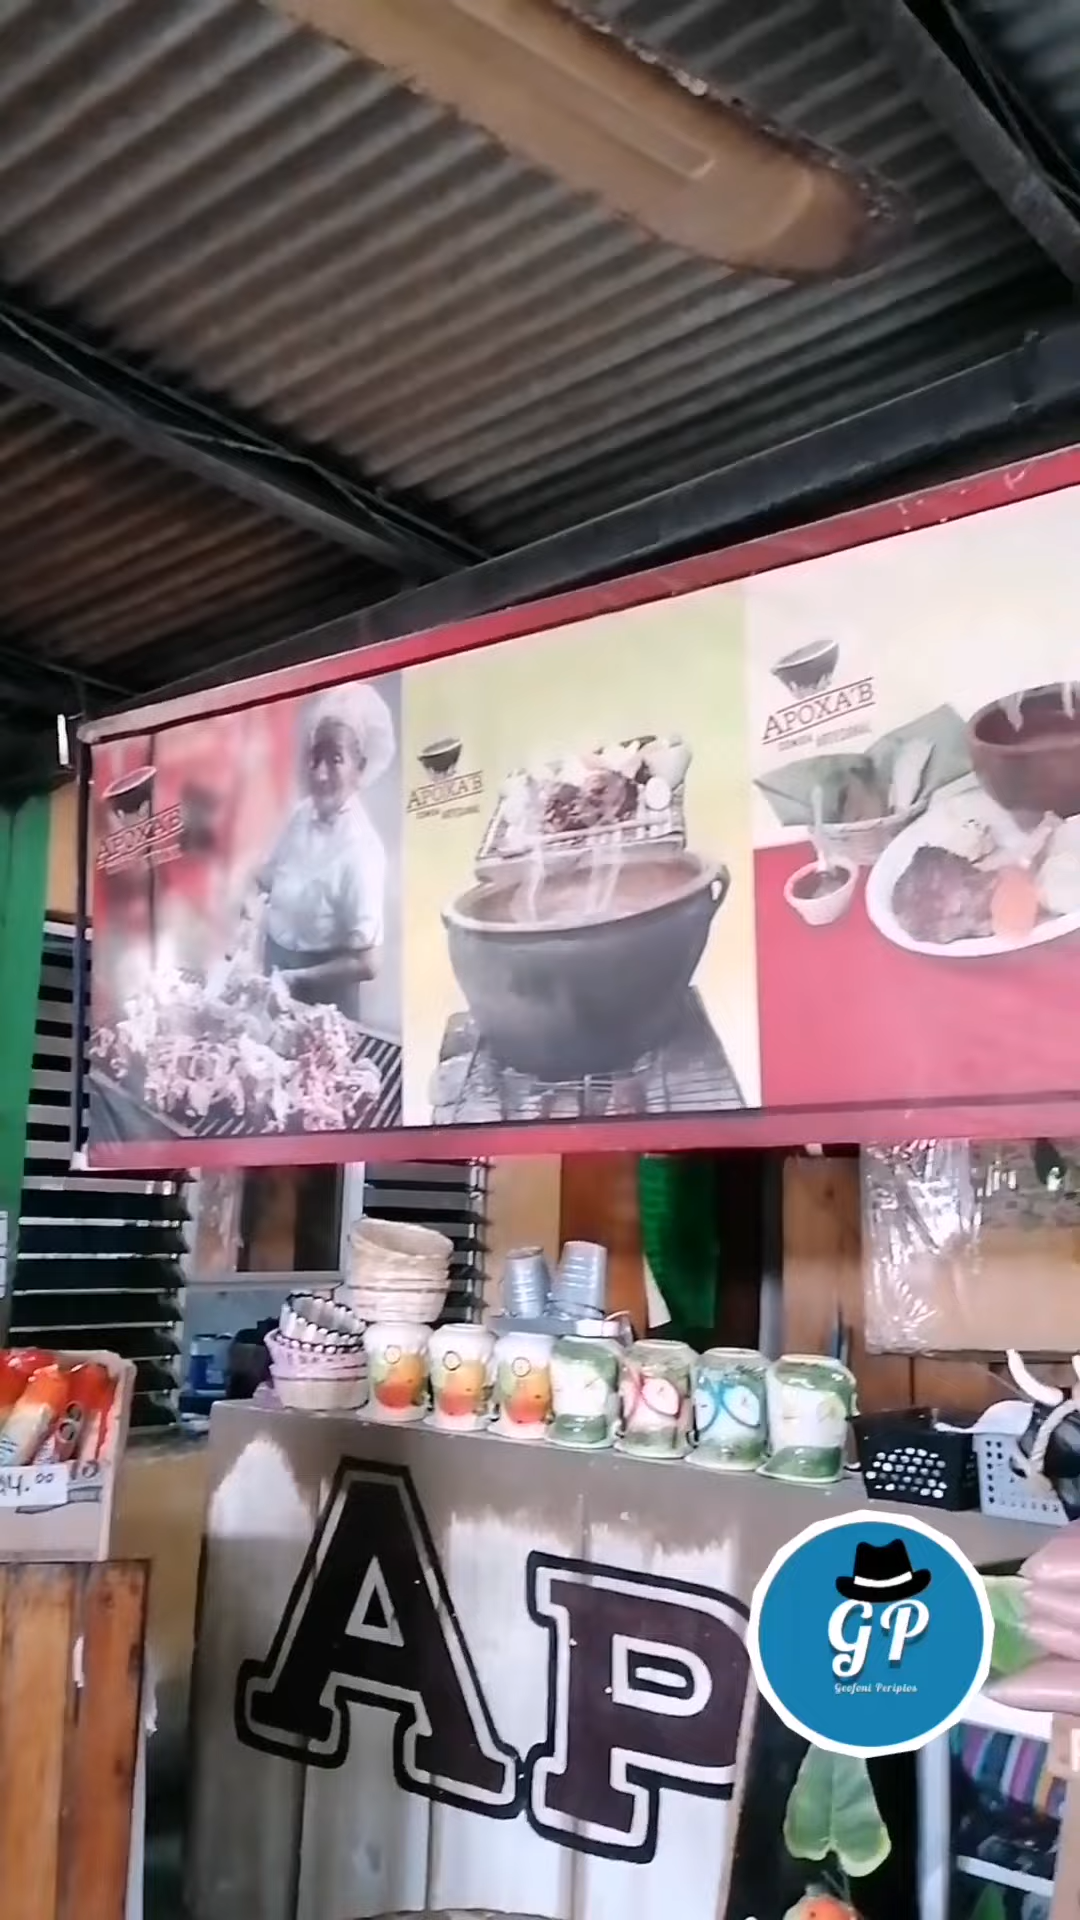 APOXA'B
APOXA'B
COMIDA ARTESANAL
APOXA'B
COMIDA ARTESANAL
4.00
AP
GP
Geofoni Periplos